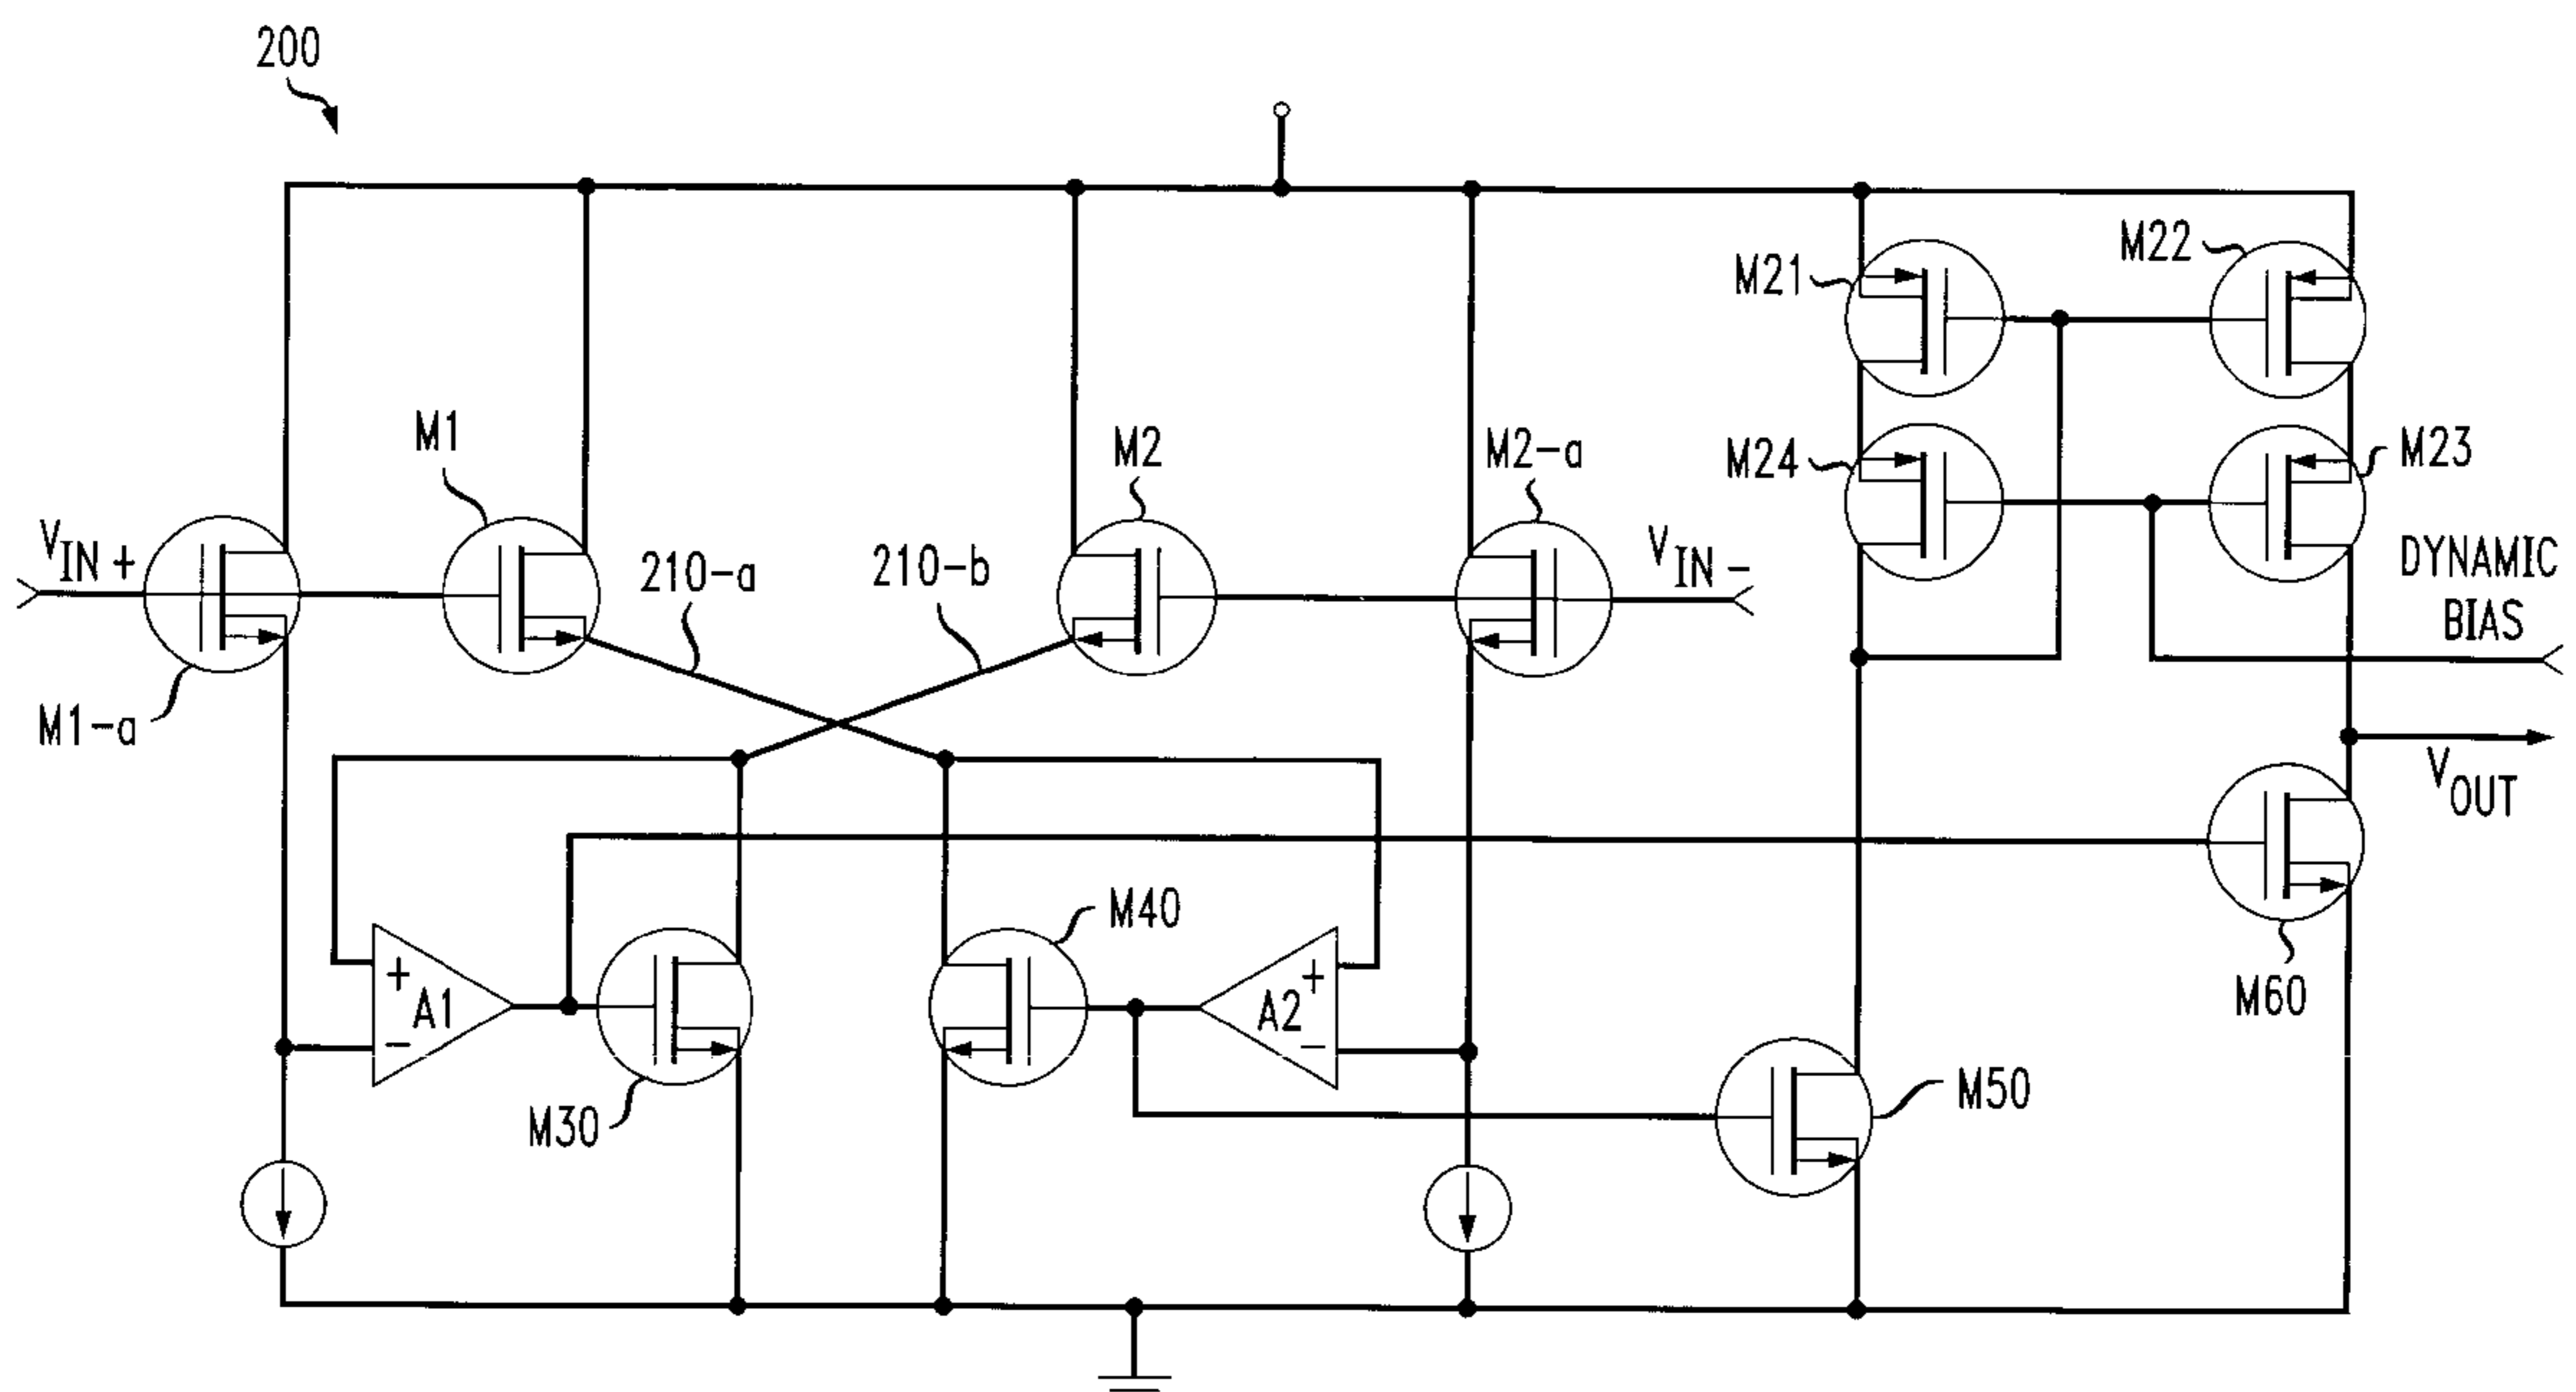 200
M22
M21
M1
M2
M2-a
M24
M23
VIN+
210-a
210-b
VIN-
DYNAMIC
BIAS
M1-a
VOUT
M40
+
A1
-
+
A2
-
M60
M30
M50